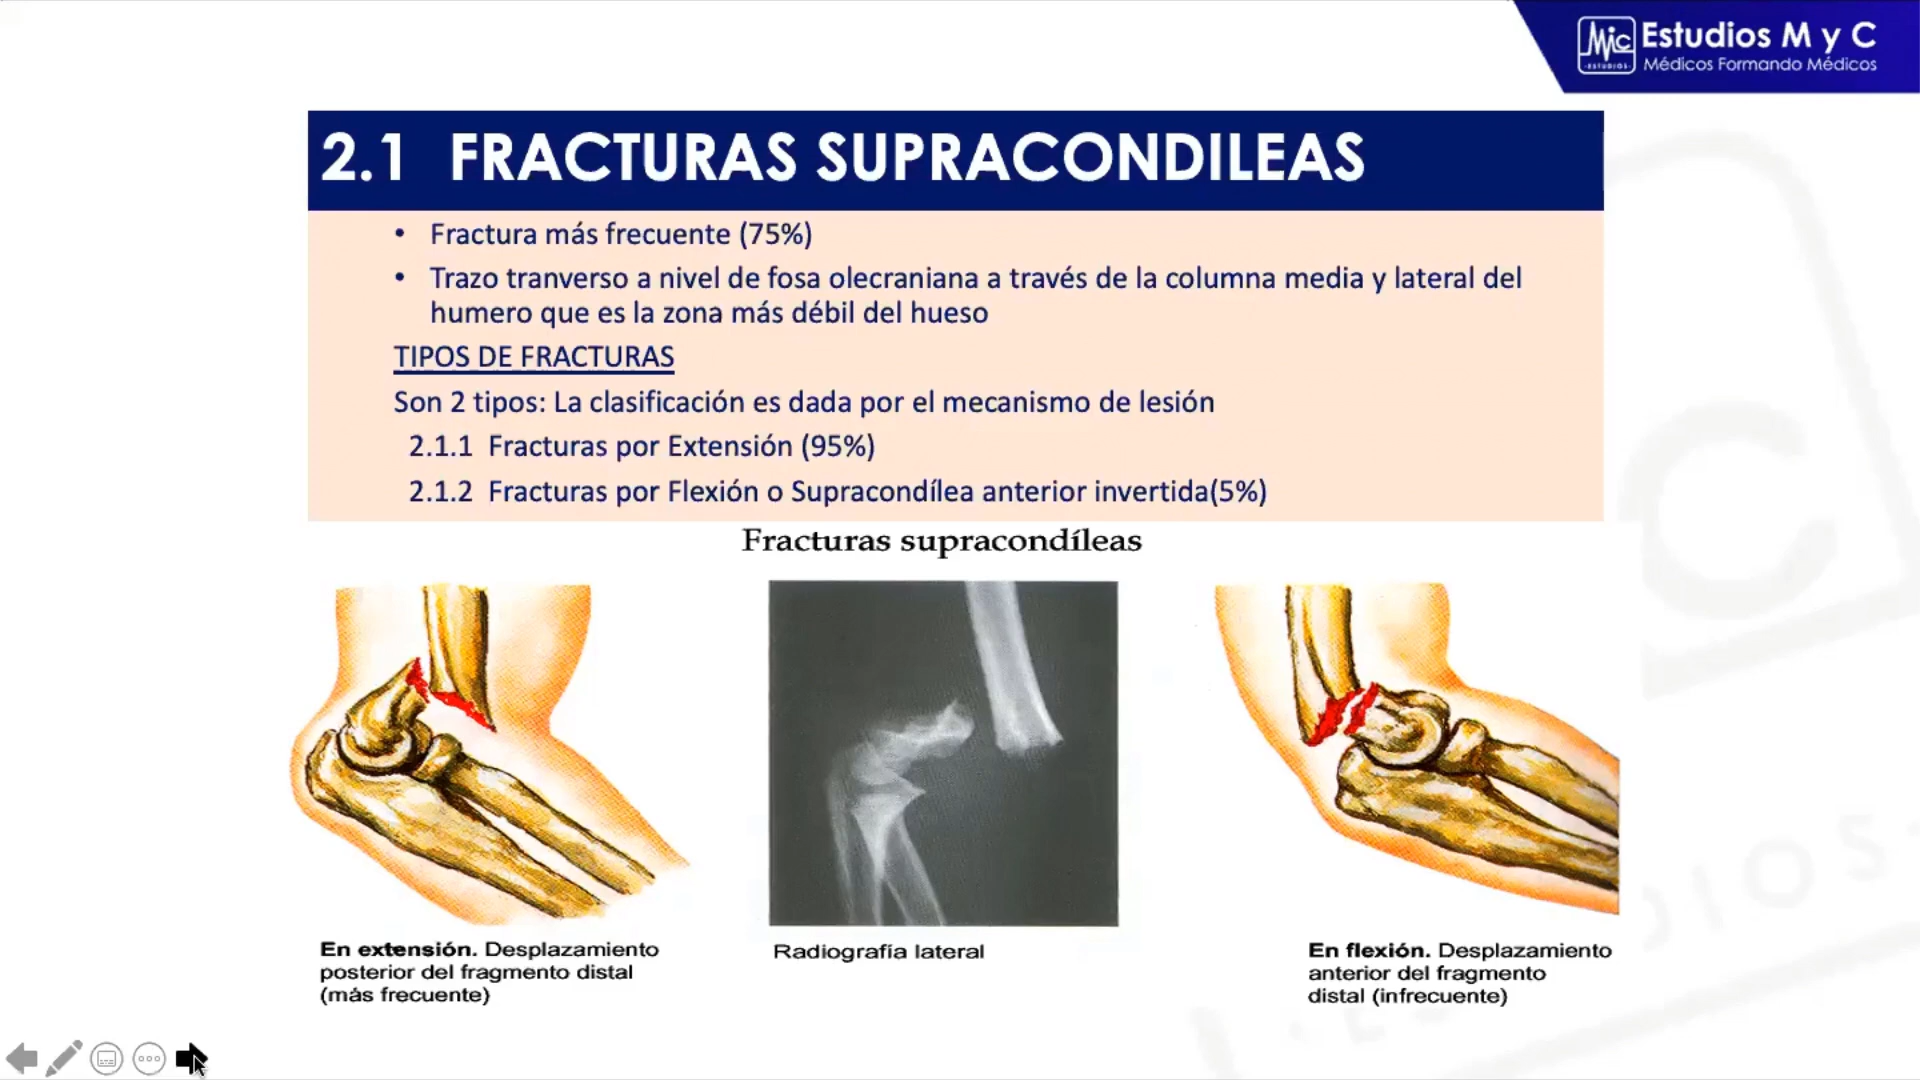 Estudios M y C
Médicos Formando Médicos
MiC
ESTUDIOS
2.1 FRACTURAS SUPRACONDILEAS
• Fractura más frecuente (75%)
• Trazo tranverso a nivel de fosa olecraniana a través de la columna media y lateral del
humero que es la zona más débil del hueso
TIPOS DE FRACTURAS
Son 2 tipos: La clasificación es dada por el mecanismo de lesión
2.1.1 Fracturas por Extensión (95%)
2.1.2 Fracturas por Flexión o Supracondílea anterior invertida(5%)
Fracturas supracondíleas
En extensión. Desplazamiento
posterior del fragmento distal
(más frecuente)
Radiografía lateral
En flexión. Desplazamiento
anterior del fragmento
distal (infrecuente)